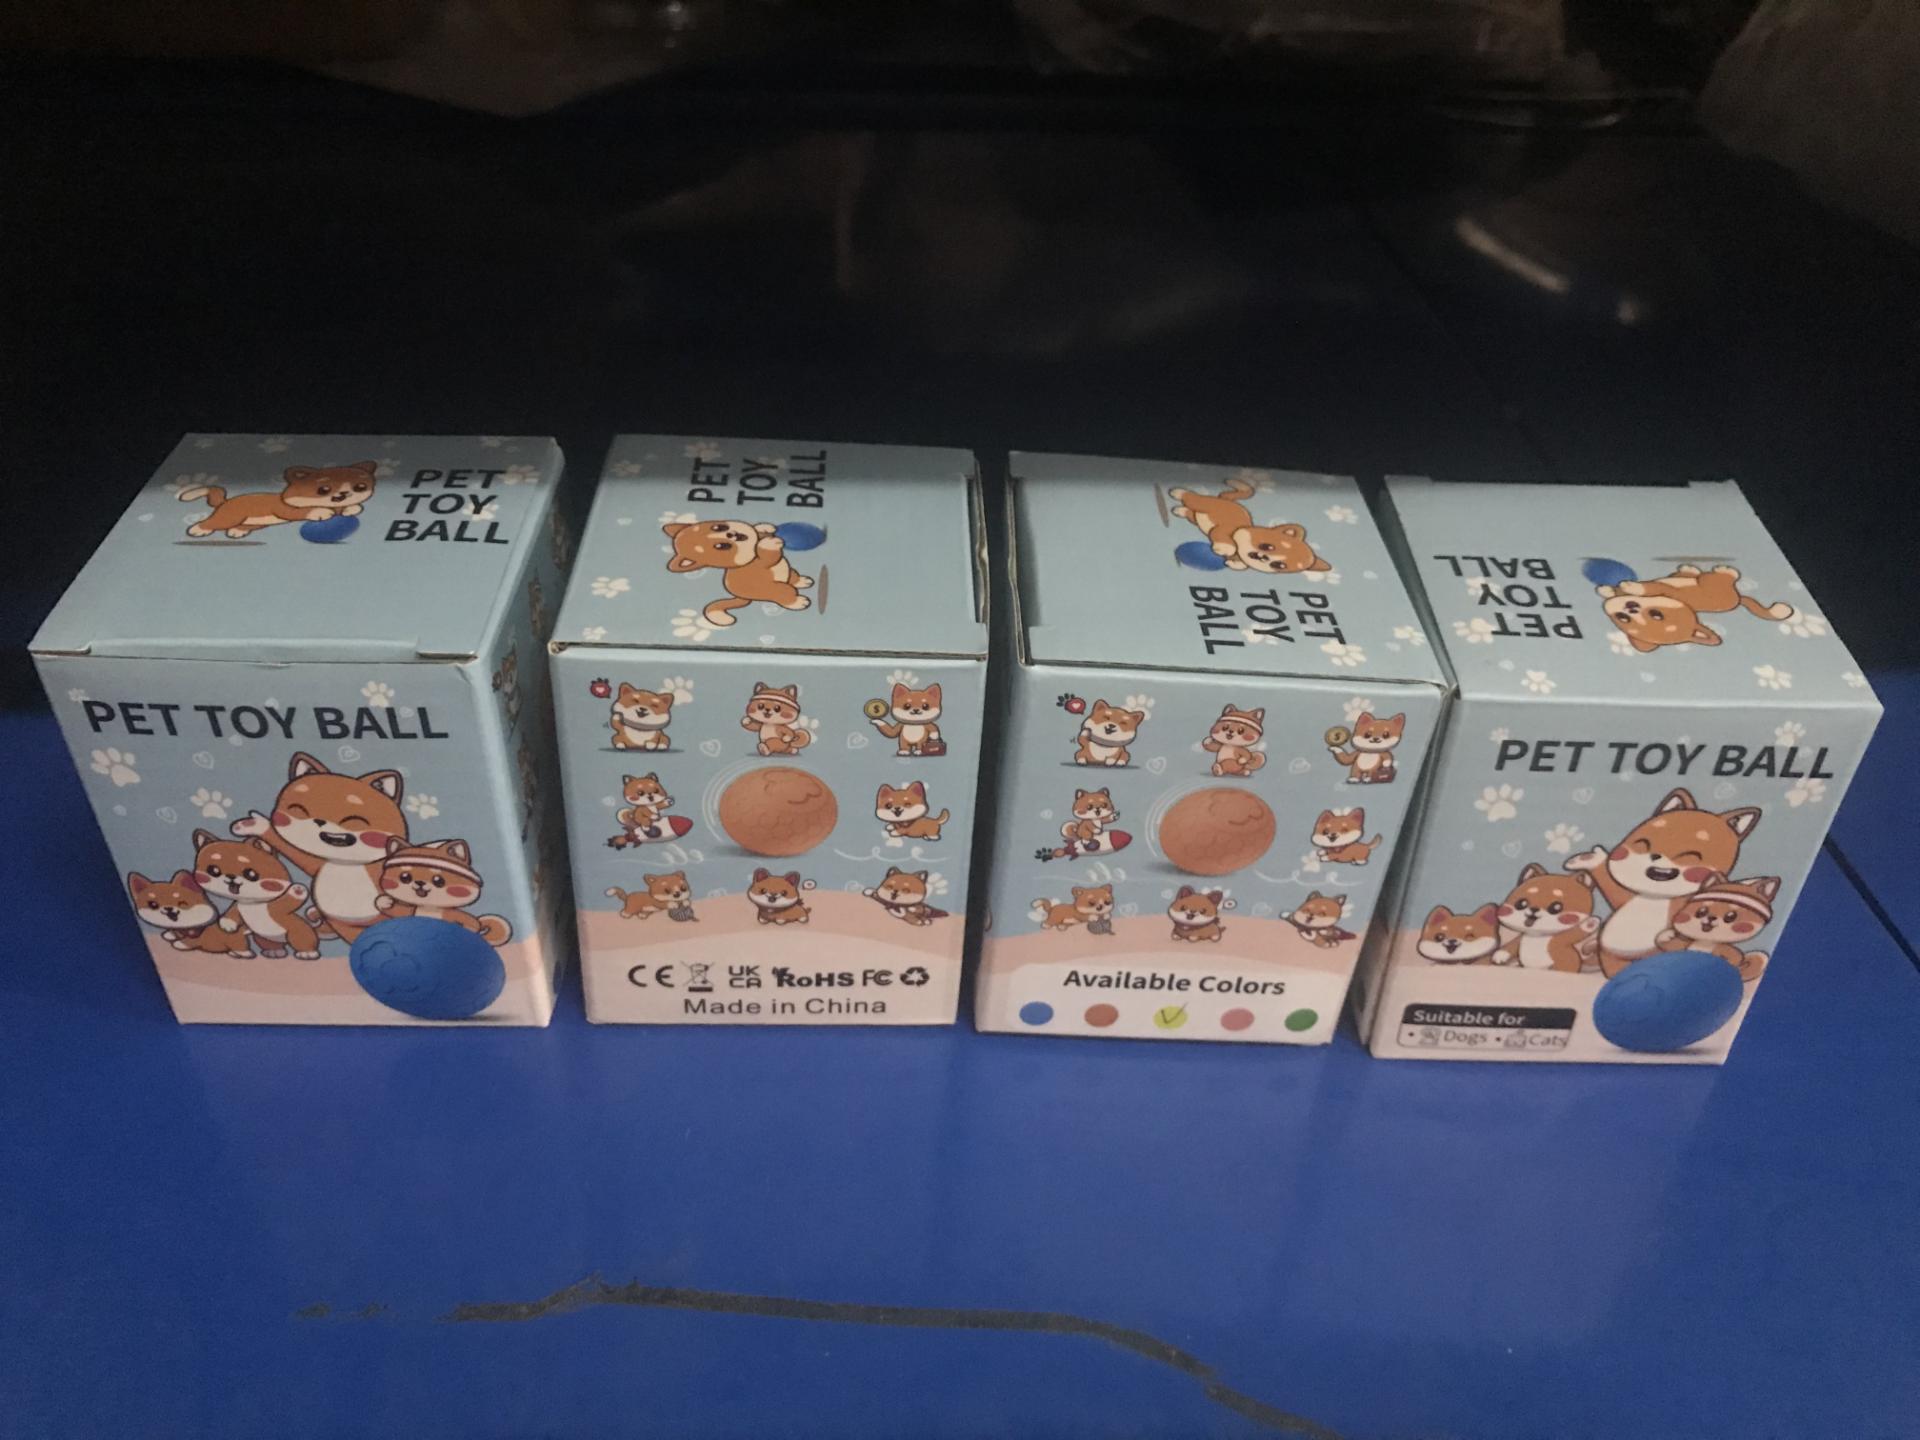 PET
TOY
BALL
PET TOY BALL
PET
TOY
BALL
CE UK
CA RoHS FC
Made in China
PET
TOY
BALL
Available Colors
PET
TOY
BALL
PET TOY BALL
Suitable for
• Dogs • Cats